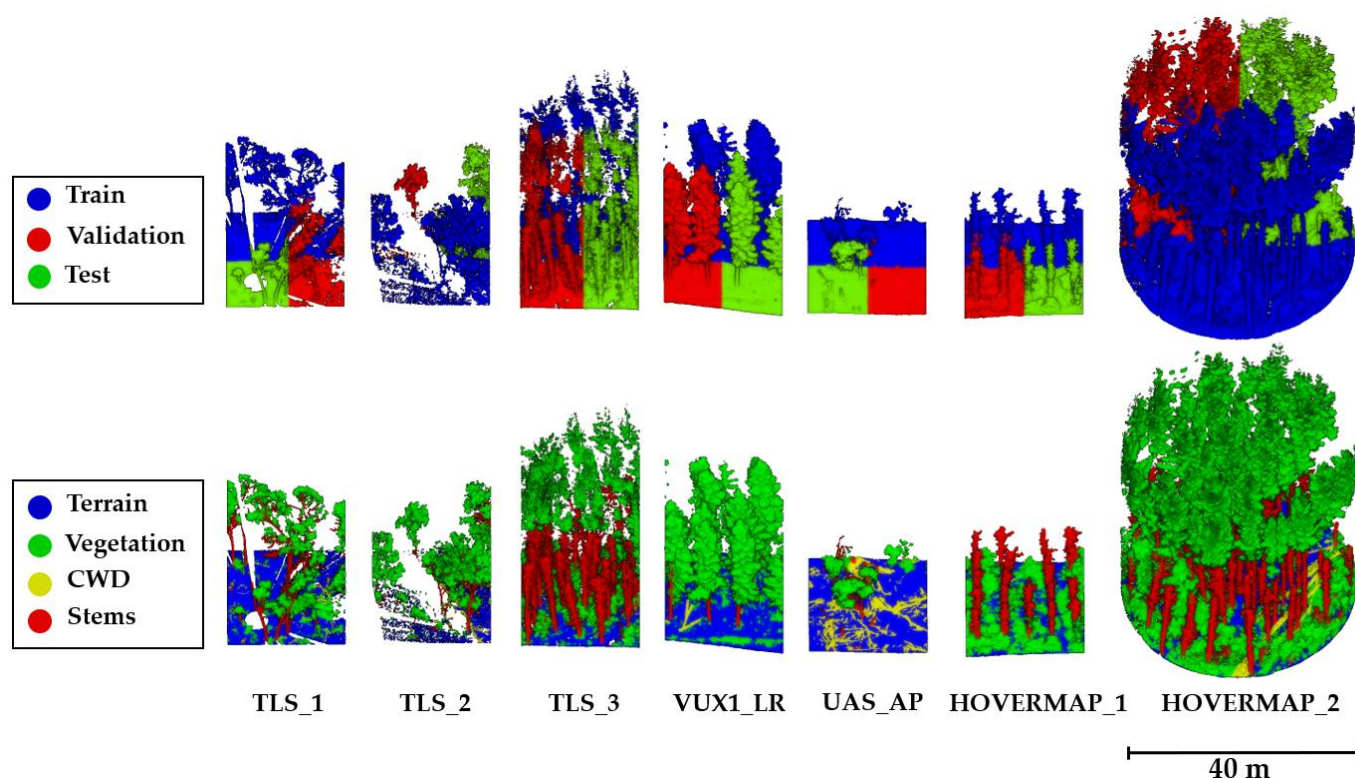 Train
Validation
Test
Terrain
Vegetation
CWD
Stems
TLS_1
TLS_2
TLS_3
VUX1_LR
UAS_AP
HOVERMAP_1
HOVERMAP_2
40 m